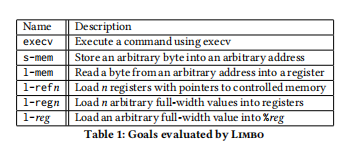 Name Description
execv Execute a command using execv
s-mem Store an arbitrary byte into an arbitrary address
l-mem Read a byte from an arbitrary address into a register
l-refn Load n registers with pointers to controlled memory
l-regn Load n arbitrary full-width values into registers
l-reg Load an arbitrary full-width value into %reg
Table 1: Goals evaluated by LIMBO